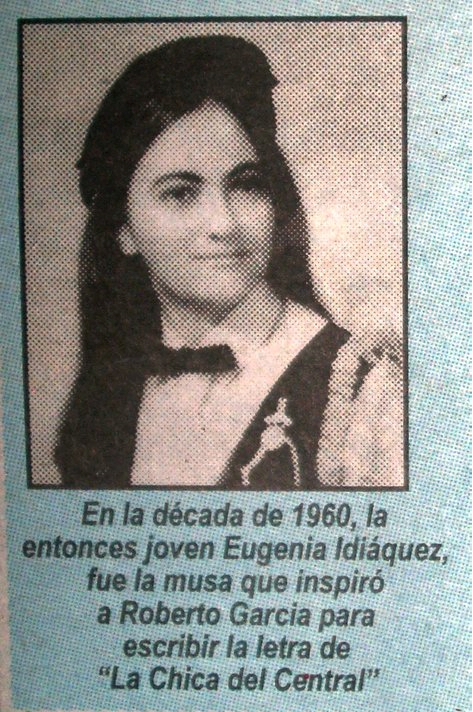 En la década de 1960, la
entonces joven Eugenia Idiáquez,
fue la musa que inspiró
a Roberto Garcia para
escribir la letra de
“La Chica del Central”